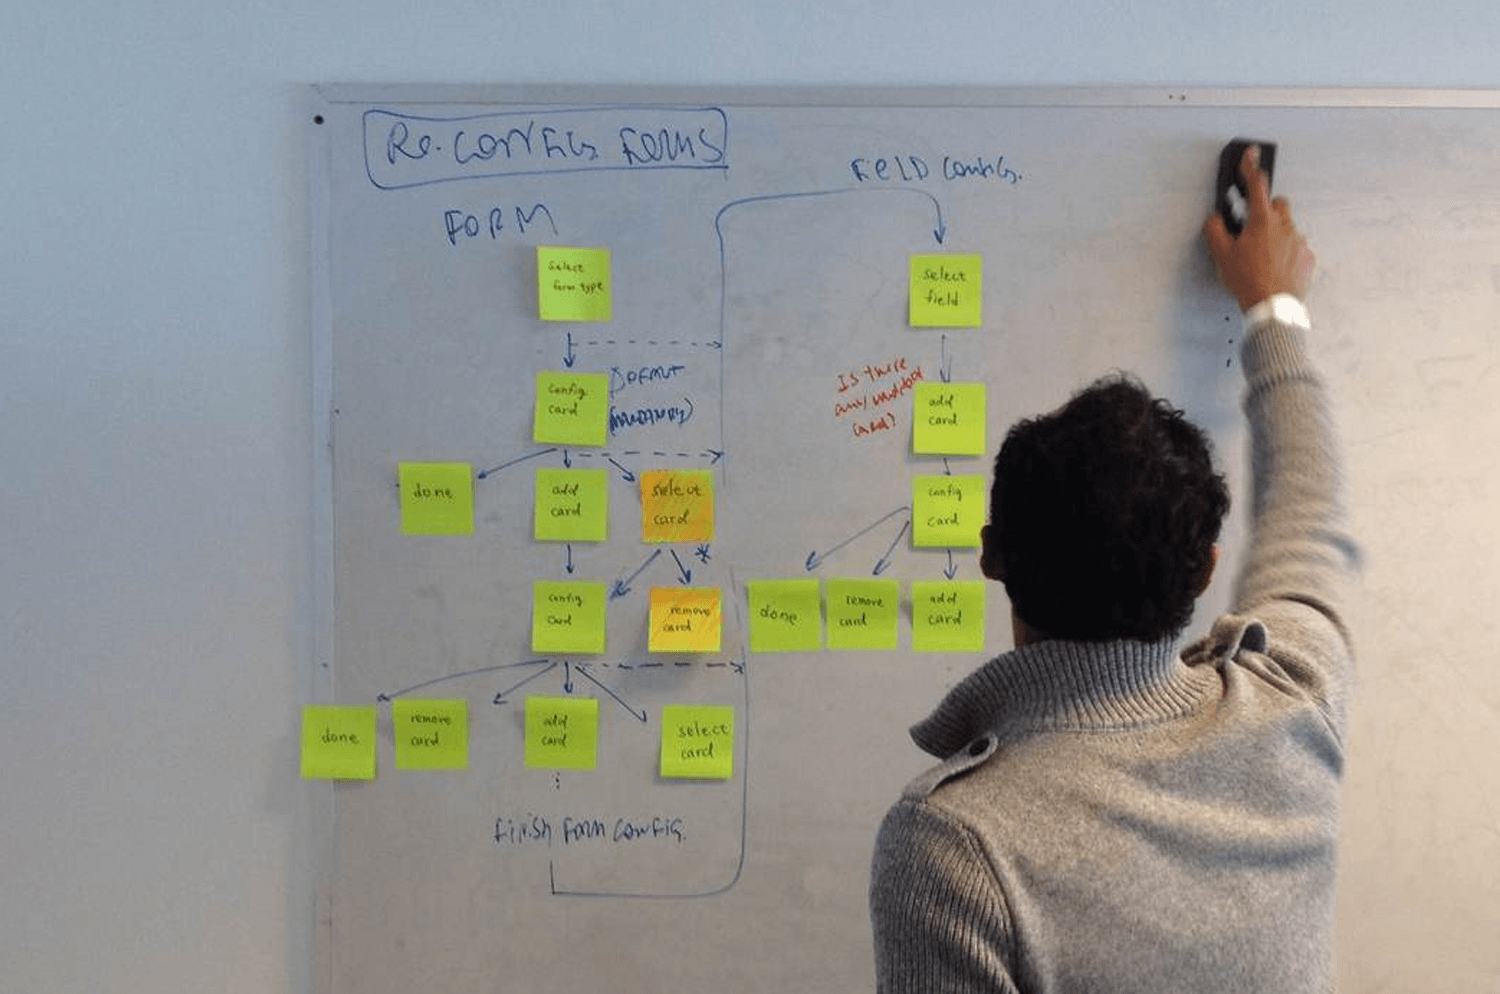 Re.CONFIG FORMS
FORM
select
form type
config
card
DEFAULT
(MANDATORY)
done
add
card
select
card
*
config
card
remove
card
done
remove
card
add
card
select
card
FINISH FORM CONFIG.
FIELD CONFIG.
select
field
Is there
any
card?
add
card
config
card
done
remove
card
add
card